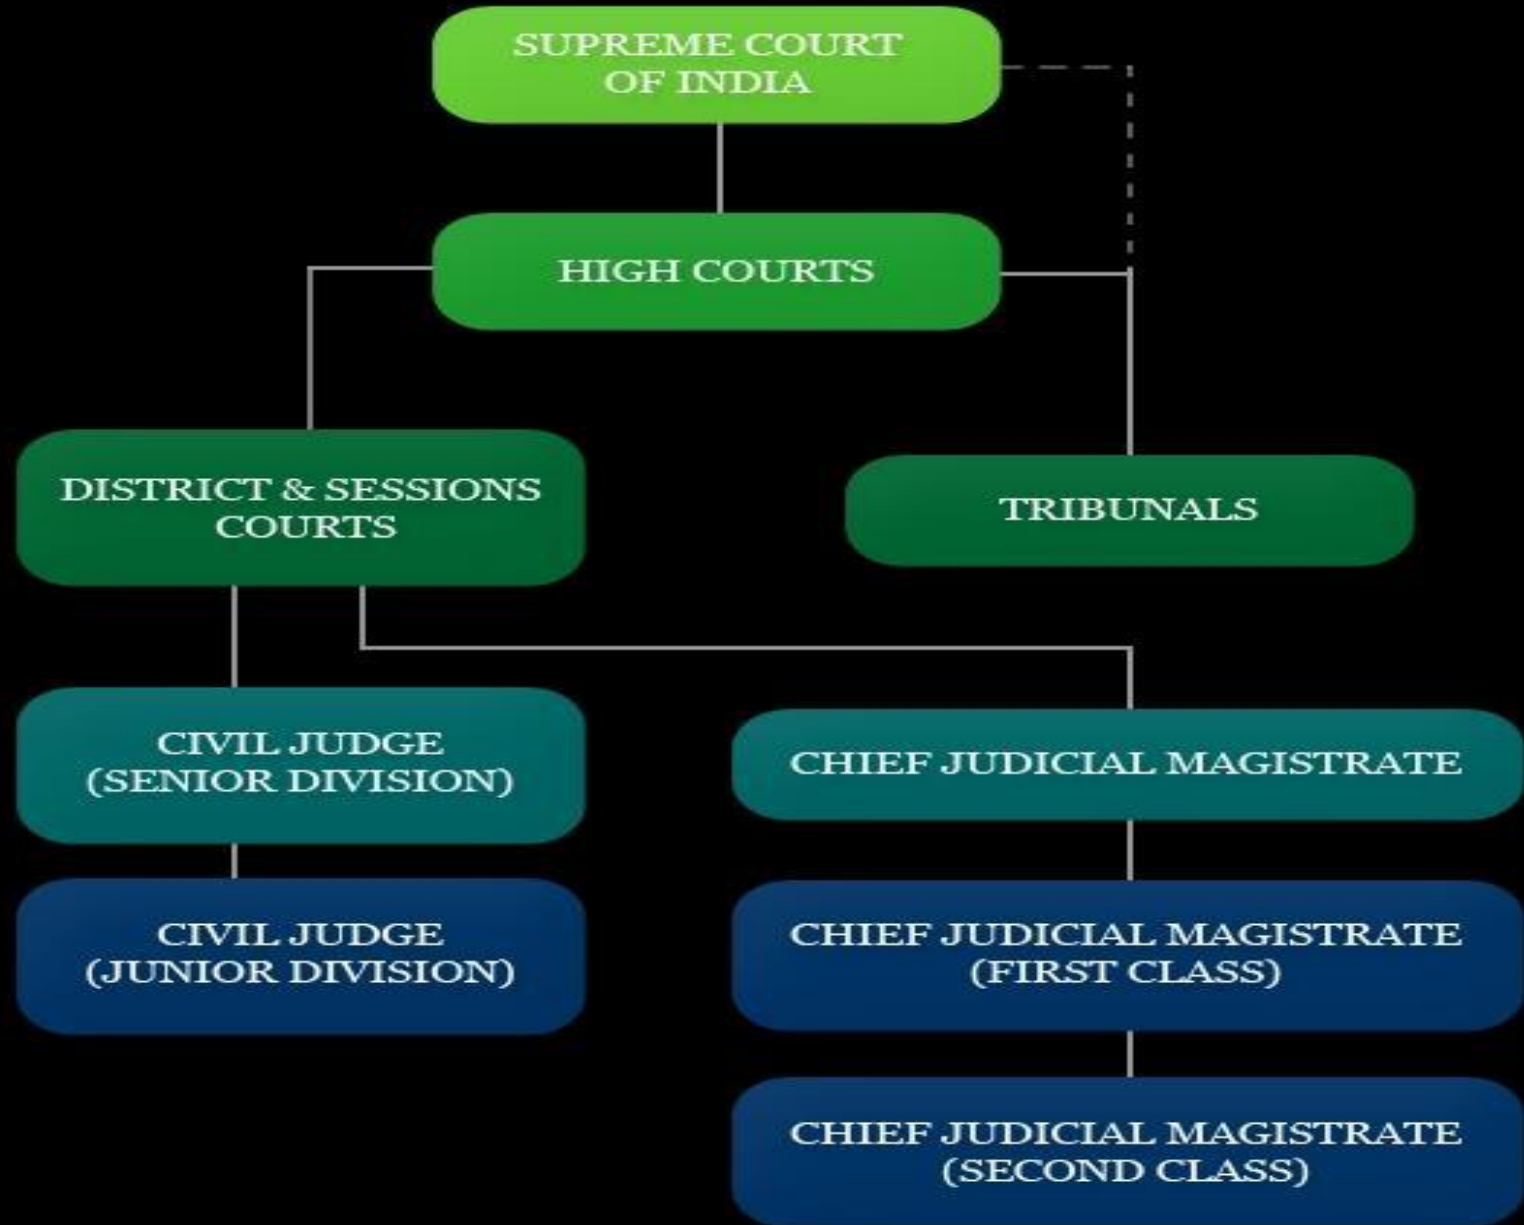 SUPREME COURT
OF INDIA
HIGH COURTS
DISTRICT & SESSIONS
COURTS
TRIBUNALS
CIVIL JUDGE
(SENIOR DIVISION)
CHIEF JUDICIAL MAGISTRATE
CIVIL JUDGE
(JUNIOR DIVISION)
CHIEF JUDICIAL MAGISTRATE
(FIRST CLASS)
CHIEF JUDICIAL MAGISTRATE
(SECOND CLASS)